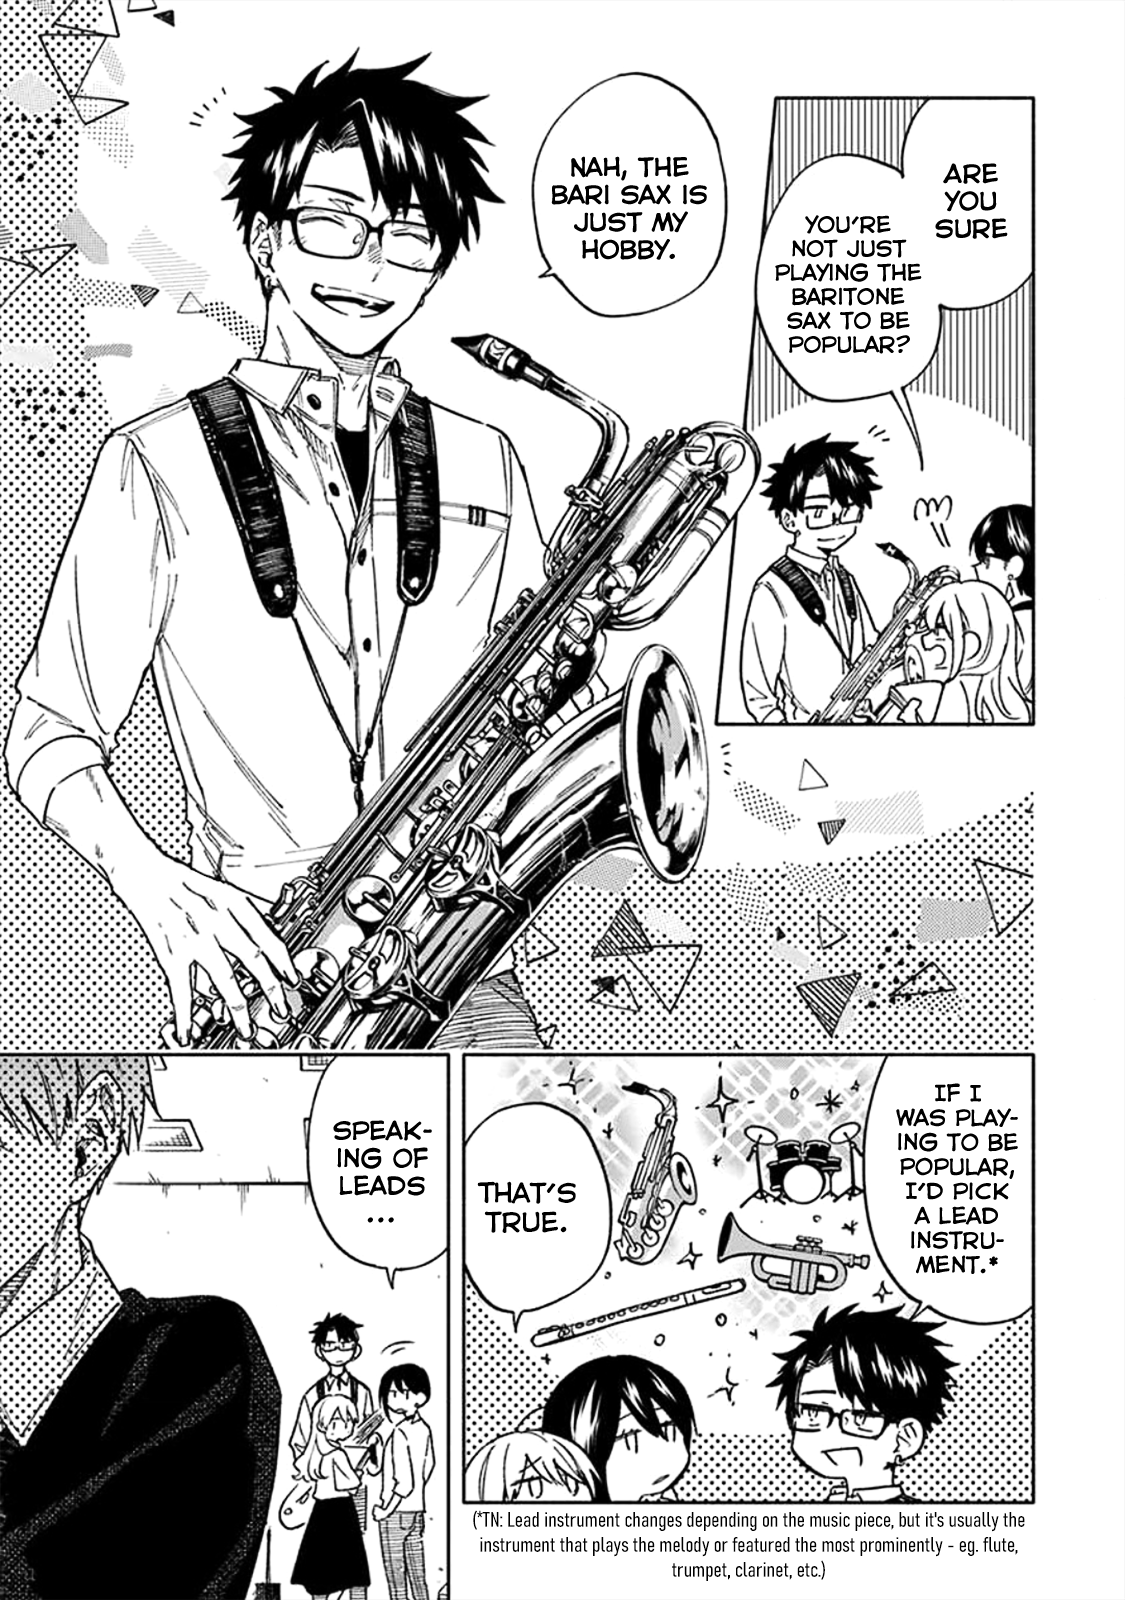 ARE
YOU
SURE
YOU'RE
NOT JUST
PLAYING THE
BARITONE
SAX TO BE
POPULAR?
NAH, THE
BARI SAX IS
JUST MY
HOBBY.
IF I
WAS PLAY-
ING TO BE
POPULAR,
I'D PICK
A LEAD
INSTRU-
MENT.*
THAT'S
TRUE.
(*TN: Lead instrument changes depending on the music piece, but it's usually the
instrument that plays the melody or featured the most prominently - eg. flute,
trumpet, clarinet, etc.)
SPEAK-
ING OF
LEADS
...